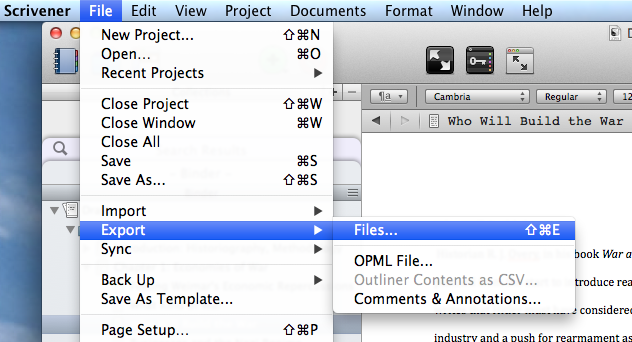 Scrivener File Edit View Project Documents Format Window Help
New Project... ⇧⌘N
Open... ⌘O
Recent Projects ▶
Close Project ⇧⌘W
Close Window ⌘W
Close All
Save ⌘S
Save As... ⇧⌘S
Import ▶
Export ▶
Sync ▶
Back Up ▶
Save As Template...
Page Setup... ⇧⌘P
Files... ⇧⌘E
OPML File...
Outliner Contents as CSV...
Comments & Annotations...
¶a Cambria Regular 12
Who Will Build the War
book War a
introduce rea
have considered
industry and a push for rearmament as